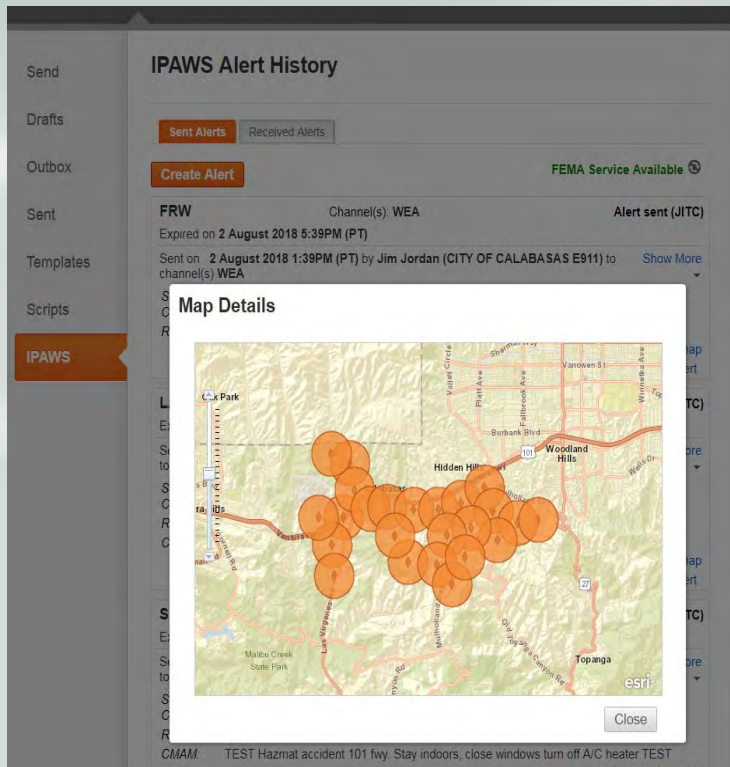 IPAWS Alert History
Send
Drafts
Outbox
Sent
Templates
Scripts
IPAWS
Sent Alerts Received Alerts
Create Alert FEMA Service Available
FRW Channel(s): WEA Alert sent (JITC)
Expired on 2 August 2018 5:39PM (PT)
Sent on 2 August 2018 1:39PM (PT) by Jim Jordan (CITY OF CALABASAS E911) to Show More
channel(s) WEA
Map Details
Vanowen St
Valley Circle
Platt Ave
Fallbrook Ave
Winnetka Ave
Burbank Blvd
101
Woodland
Hills
Wells Dr
Hidden
Park
Las Virgenes
Mulholland
27
Malibu Creek
State Park
Topanga
esri
Close
CMAM: TEST Hazmat accident 101 fwy. Stay indoors, close windows turn off A/C heater TEST